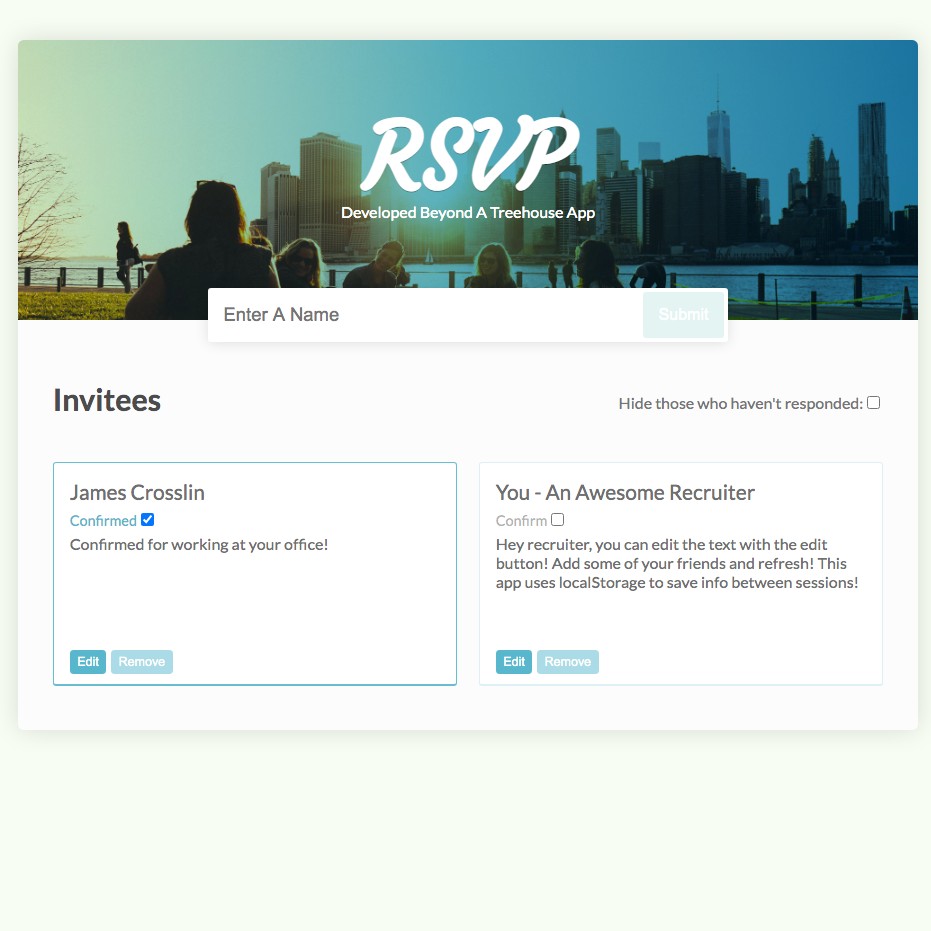 RSVP
Developed Beyond A Treehouse App
Enter A Name
Submit
Invitees
Hide those who haven't responded:
James Crosslin
Confirmed
Confirmed for working at your office!
Edit
Remove
You - An Awesome Recruiter
Confirm
Hey recruiter, you can edit the text with the edit
button! Add some of your friends and refresh! This
app uses localStorage to save info between sessions!
Edit
Remove